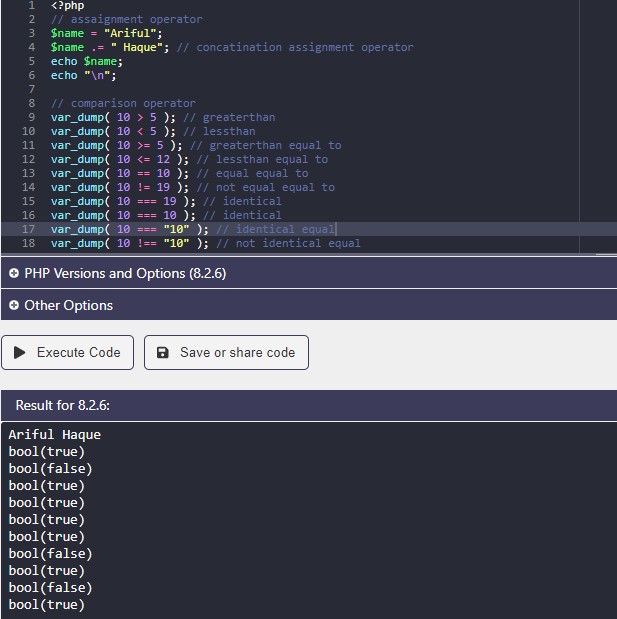 1 <?php
2 // assaignment operator
3 $name = "Ariful";
4 $name .= " Haque"; // concatination assignment operator
5 echo $name;
6 echo "\n";
7
8 // comparison operator
9 var_dump( 10 > 5 ); // greaterthan
10 var_dump( 10 < 5 ); // lessthan
11 var_dump( 10 >= 5 ); // greaterthan equal to
12 var_dump( 10 <= 12 ); // lessthan equal to
13 var_dump( 10 == 10 ); // equal equal to
14 var_dump( 10 != 19 ); // not equal equal to
15 var_dump( 10 === 19 ); // identical
16 var_dump( 10 === 10 ); // identical
17 var_dump( 10 === "10" ); // identical equal
18 var_dump( 10 !== "10" ); // not identical equal
PHP Versions and Options (8.2.6)
Other Options
Execute Code Save or share code
Result for 8.2.6:
Ariful Haque
bool(true)
bool(false)
bool(true)
bool(true)
bool(true)
bool(true)
bool(false)
bool(true)
bool(false)
bool(true)